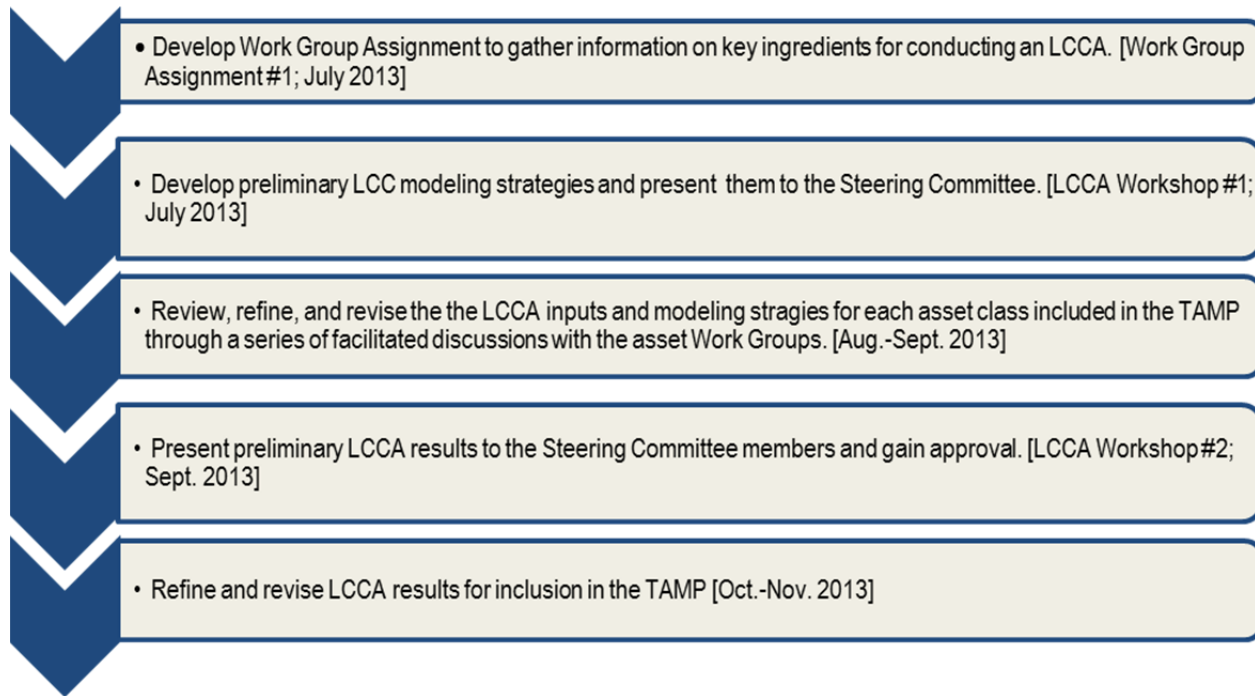 • Develop Work Group Assignment to gather information on key ingredients for conducting an LCCA. [Work Group
Assignment #1; July 2013]
• Develop preliminary LCC modeling strategies and present them to the Steering Committee. [LCCA Workshop #1;
July 2013]
• Review, refine, and revise the the LCCA inputs and modeling stragies for each asset class included in the TAMP
through a series of facilitated discussions with the asset Work Groups. [Aug.-Sept. 2013]
• Present preliminary LCCA results to the Steering Committee members and gain approval. [LCCA Workshop #2;
Sept. 2013]
• Refine and revise LCCA results for inclusion in the TAMP [Oct.-Nov. 2013]